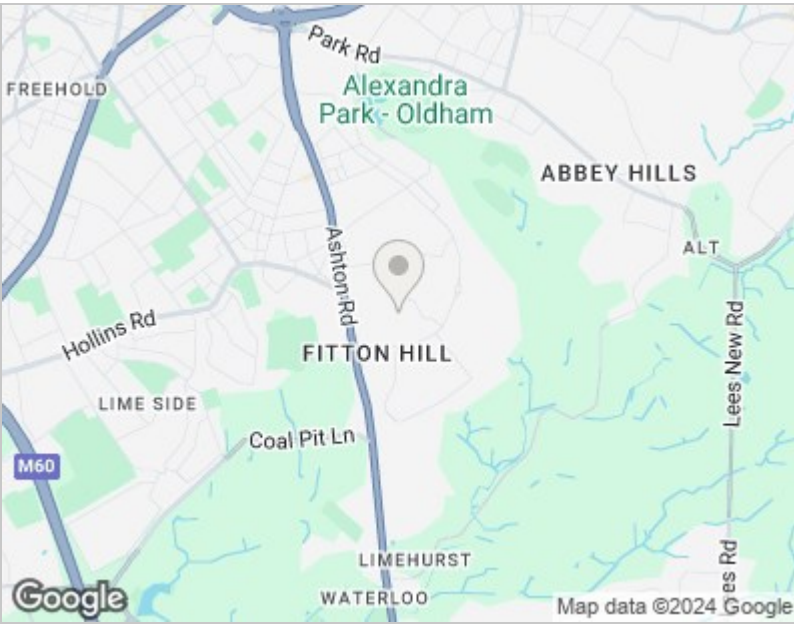 Park Rd
FREEHOLD
Alexandra
Park - Oldham
ABBEY HILLS
ALT
Ashton Rd
Hollins Rd
FITTON HILL
Lees New Rd
LIME SIDE
Coal Pit Ln
M60
LIMEHURST
es Rd
WATERLOO
Google
Map data ©2024 Google